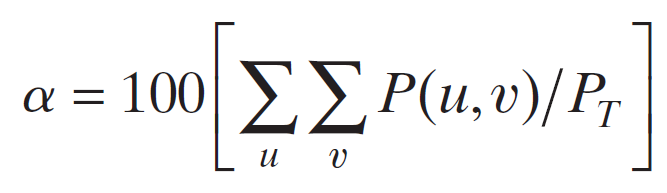 α = 100[∑_u ∑_v P(u,v)/P_T]